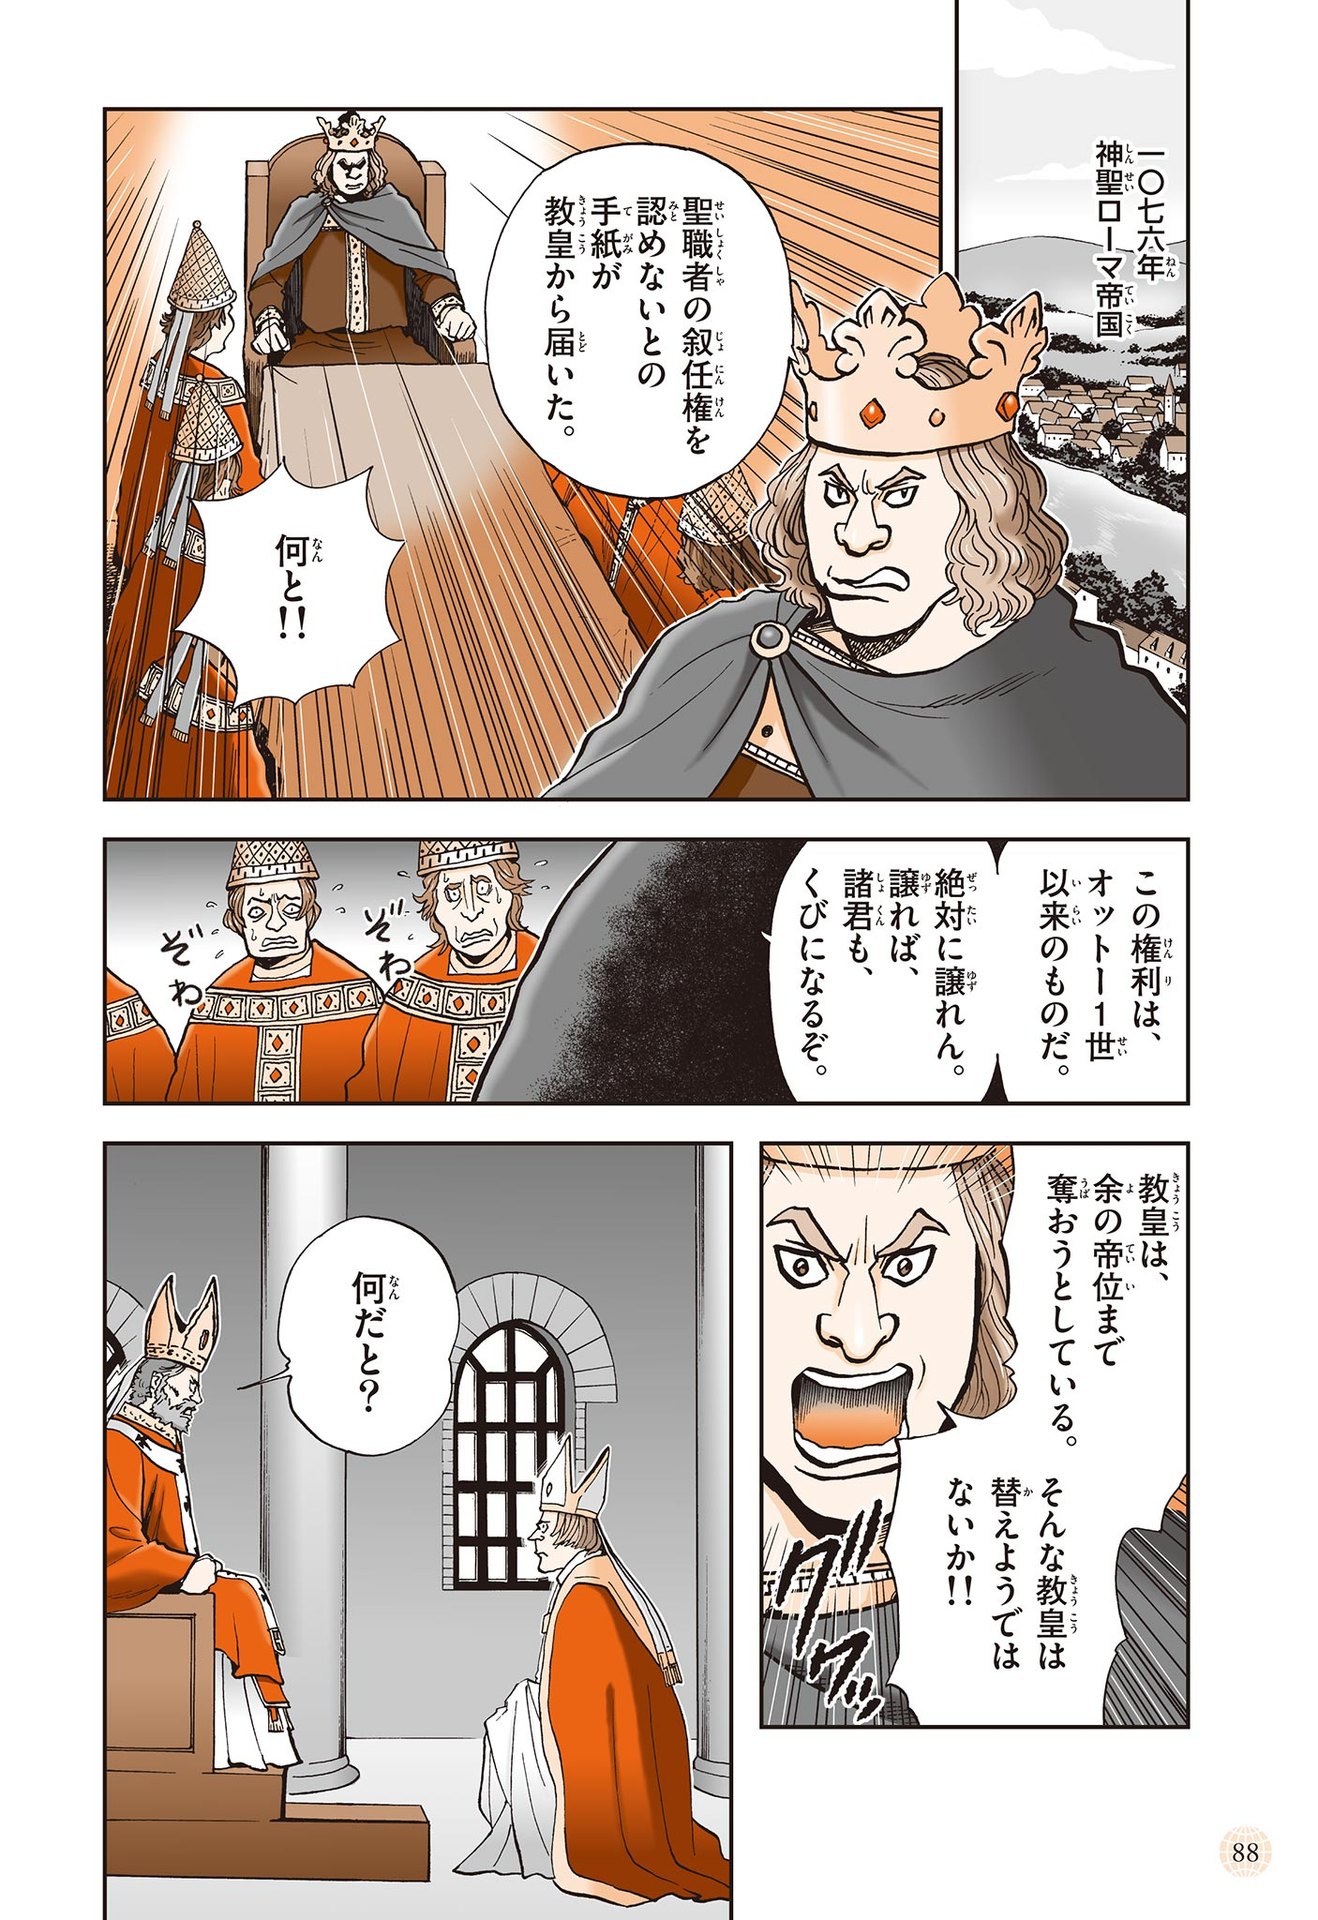 一〇七六年
神聖ローマ帝国
聖職者の叙任権を
認めないとの
手紙が
教皇から届いた。
何と!!
この権利は、
オットー1世
以来のものだ。
絶対に譲れん。
譲れば、
諸君も、
くびになるぞ。
ぞわ
ぞわ
教皇は、
余の帝位まで
奪おうとしている。
そんな教皇は
替えようでは
ないか!!
グググッ
何だと?
88